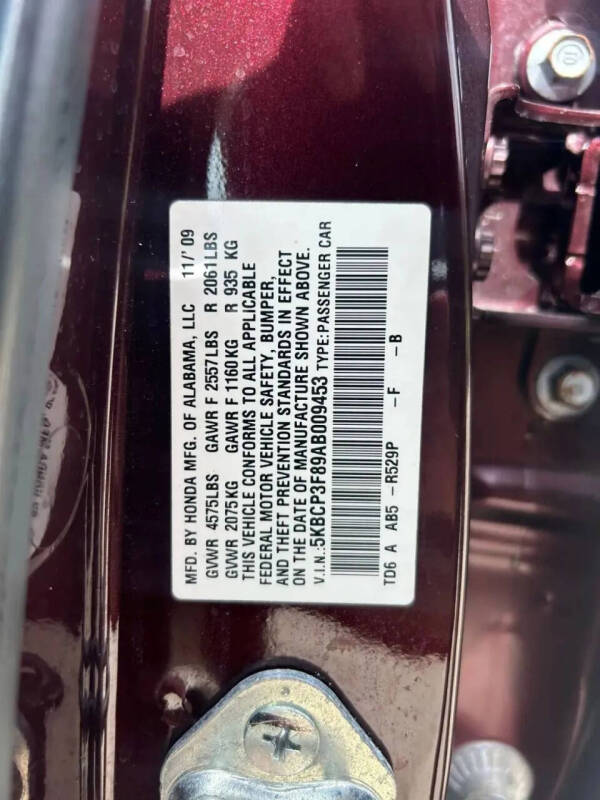 MFD. BY HONDA MFG. OF ALABAMA, LLC 11/'09
GVWR 4575LBS GAWR F 2557LBS R 2061LBS
GVWR 2075KG GAWR F 1160KG R 935 KG
THIS VEHICLE CONFORMS TO ALL APPLICABLE
FEDERAL MOTOR VEHICLE SAFETY, BUMPER,
AND THEFT PREVENTION STANDARDS IN EFFECT
ON THE DATE OF MANUFACTURE SHOWN ABOVE.
V.I.N.:5KBCP3F89AB009453 TYPE:PASSENGER CAR
TD6 A AB5 -R529P -F -B